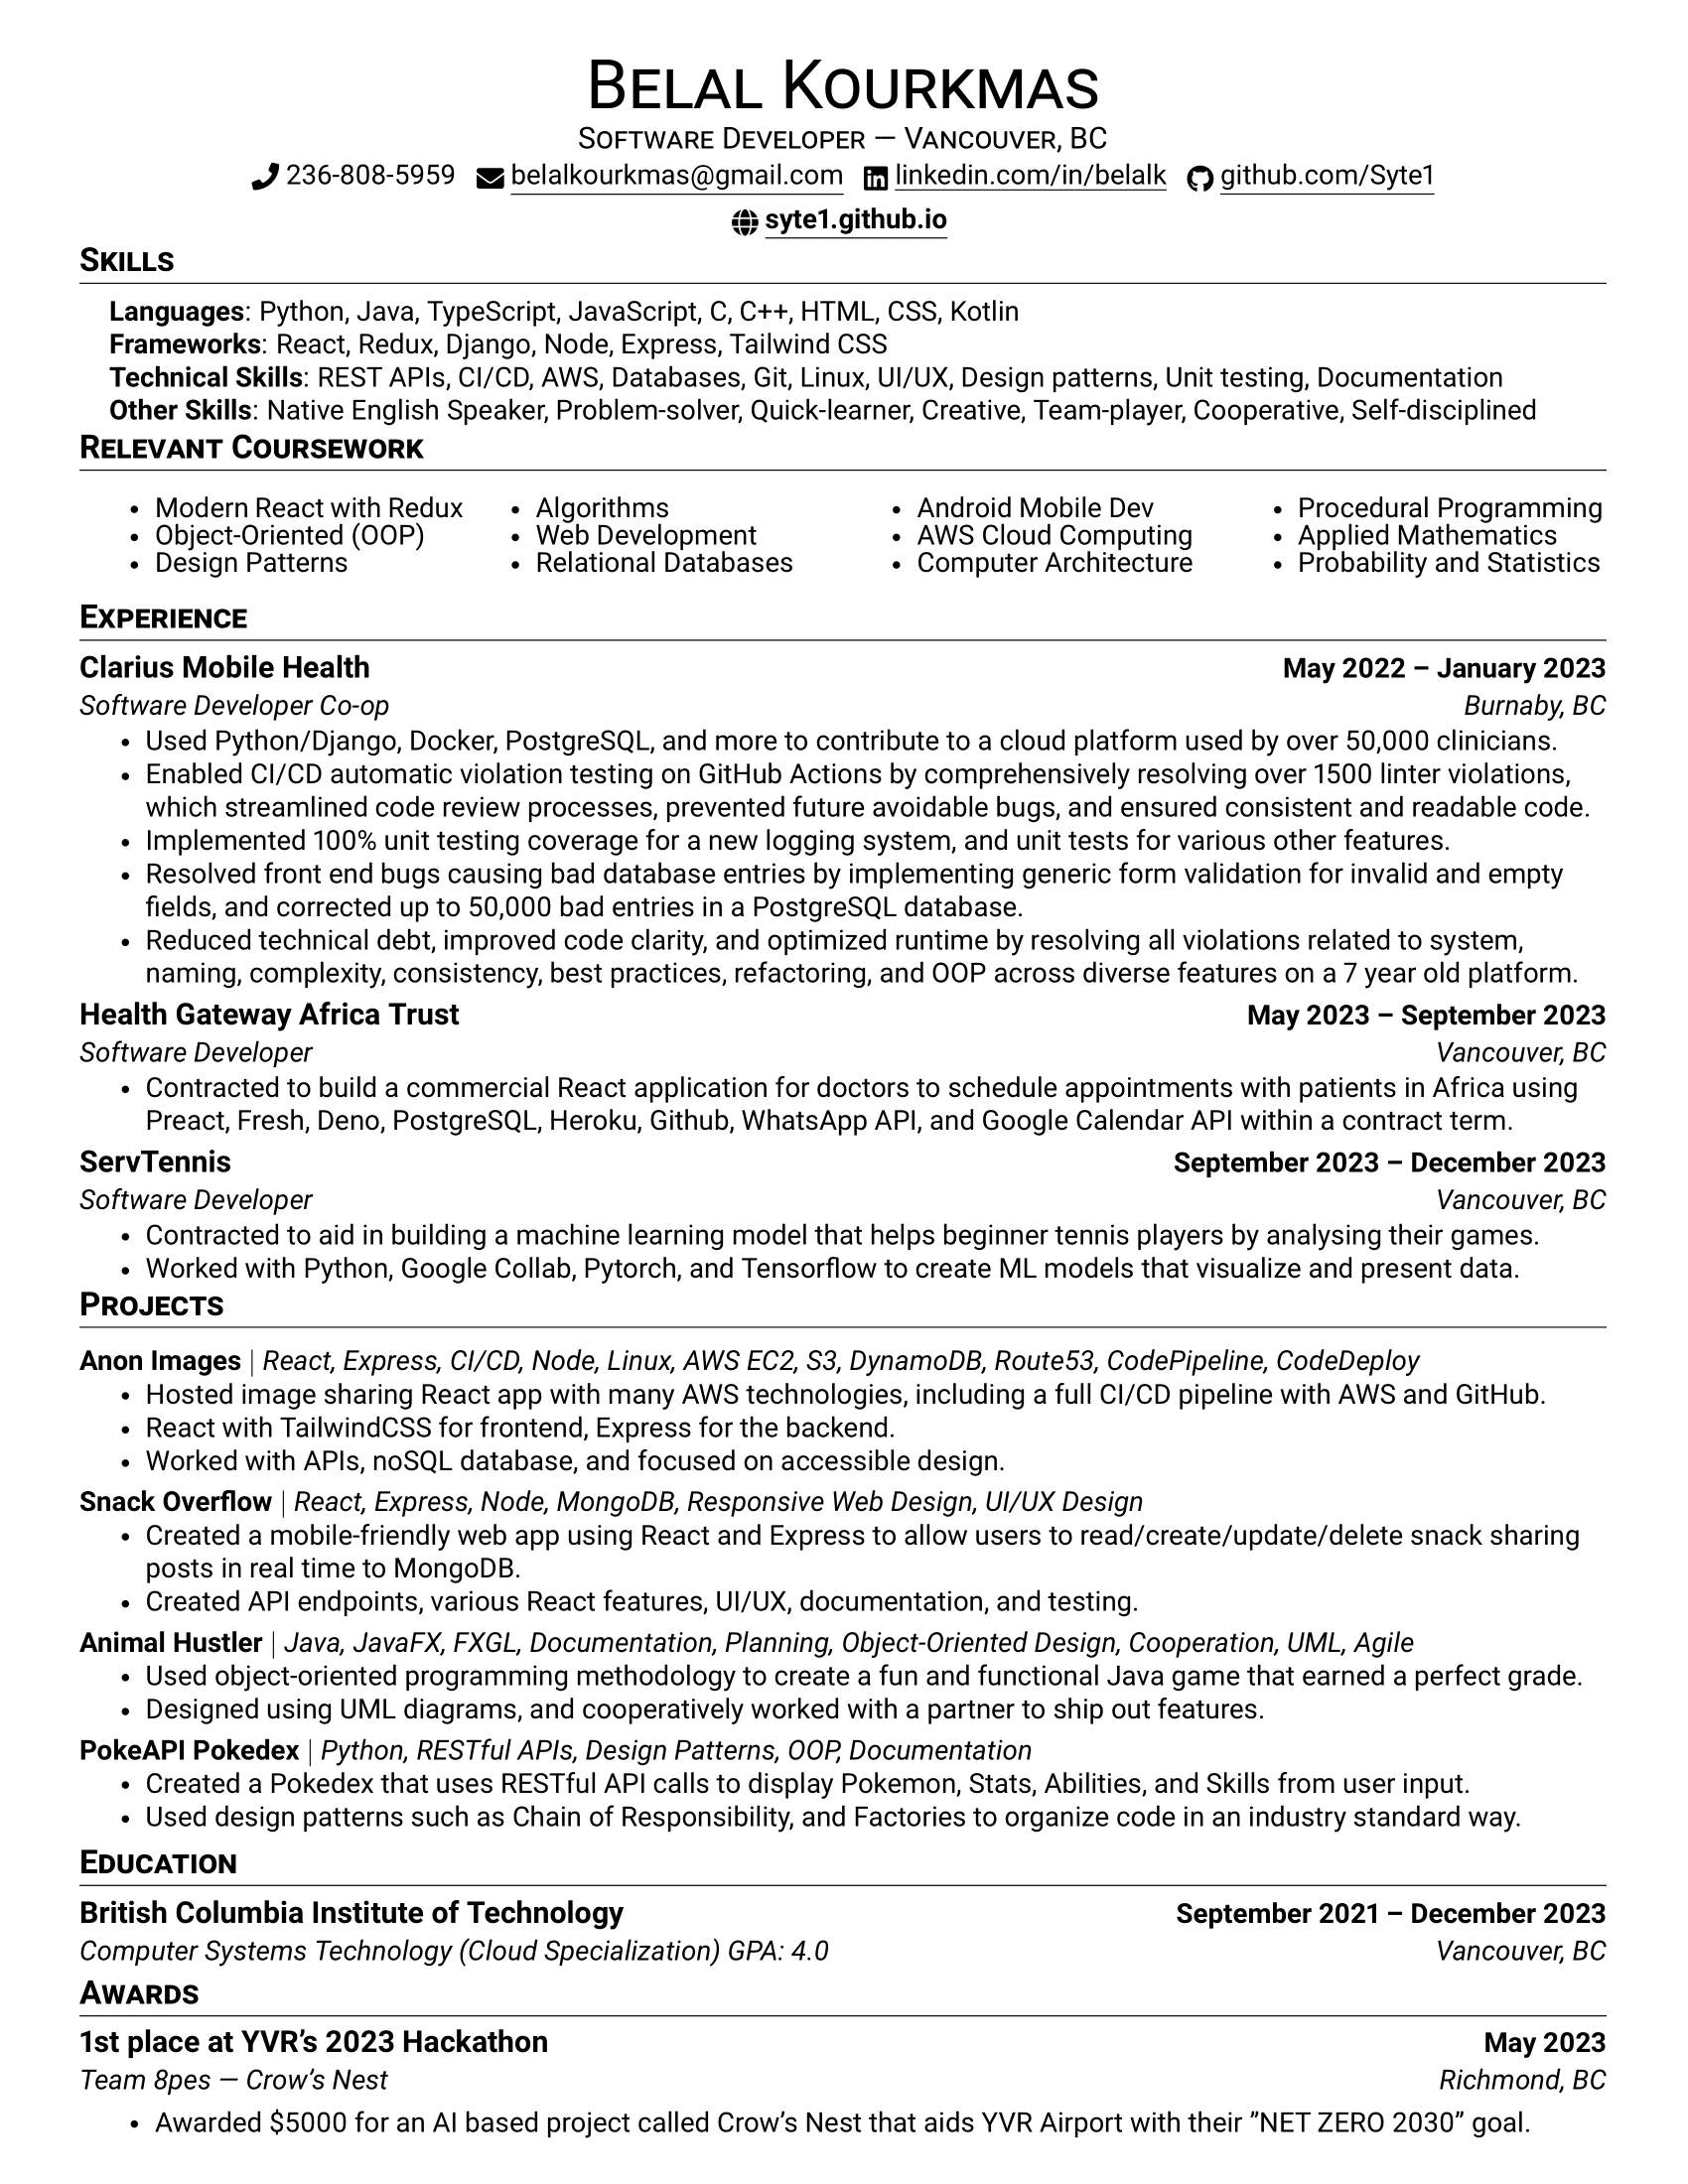 Belal Kourkmas
Software Developer — Vancouver, BC
236-808-5959 belalkourkmas@gmail.com linkedin.com/in/belalk github.com/Syte1
syte1.github.io
Skills
Languages: Python, Java, TypeScript, JavaScript, C, C++, HTML, CSS, Kotlin
Frameworks: React, Redux, Django, Node, Express, Tailwind CSS
Technical Skills: REST APIs, CI/CD, AWS, Databases, Git, Linux, UI/UX, Design patterns, Unit testing, Documentation
Other Skills: Native English Speaker, Problem-solver, Quick-learner, Creative, Team-player, Cooperative, Self-disciplined
Relevant Coursework
• Modern React with Redux • Algorithms • Android Mobile Dev • Procedural Programming
• Object-Oriented (OOP) • Web Development • AWS Cloud Computing • Applied Mathematics
• Design Patterns • Relational Databases • Computer Architecture • Probability and Statistics
Experience
Clarius Mobile Health May 2022 – January 2023
Software Developer Co-op Burnaby, BC
• Used Python/Django, Docker, PostgreSQL, and more to contribute to a cloud platform used by over 50,000 clinicians.
• Enabled CI/CD automatic violation testing on GitHub Actions by comprehensively resolving over 1500 linter violations,
which streamlined code review processes, prevented future avoidable bugs, and ensured consistent and readable code.
• Implemented 100% unit testing coverage for a new logging system, and unit tests for various other features.
• Resolved front end bugs causing bad database entries by implementing generic form validation for invalid and empty
fields, and corrected up to 50,000 bad entries in a PostgreSQL database.
• Reduced technical debt, improved code clarity, and optimized runtime by resolving all violations related to system,
naming, complexity, consistency, best practices, refactoring, and OOP across diverse features on a 7 year old platform.
Health Gateway Africa Trust May 2023 – September 2023
Software Developer Vancouver, BC
• Contracted to build a commercial React application for doctors to schedule appointments with patients in Africa using
Preact, Fresh, Deno, PostgreSQL, Heroku, Github, WhatsApp API, and Google Calendar API within a contract term.
ServTennis September 2023 – December 2023
Software Developer Vancouver, BC
• Contracted to aid in building a machine learning model that helps beginner tennis players by analysing their games.
• Worked with Python, Google Collab, Pytorch, and Tensorflow to create ML models that visualize and present data.
Projects
Anon Images | React, Express, CI/CD, Node, Linux, AWS EC2, S3, DynamoDB, Route53, CodePipeline, CodeDeploy
• Hosted image sharing React app with many AWS technologies, including a full CI/CD pipeline with AWS and GitHub.
• React with TailwindCSS for frontend, Express for the backend.
• Worked with APIs, noSQL database, and focused on accessible design.
Snack Overflow | React, Express, Node, MongoDB, Responsive Web Design, UI/UX Design
• Created a mobile-friendly web app using React and Express to allow users to read/create/update/delete snack sharing
posts in real time to MongoDB.
• Created API endpoints, various React features, UI/UX, documentation, and testing.
Animal Hustler | Java, JavaFX, FXGL, Documentation, Planning, Object-Oriented Design, Cooperation, UML, Agile
• Used object-oriented programming methodology to create a fun and functional Java game that earned a perfect grade.
• Designed using UML diagrams, and cooperatively worked with a partner to ship out features.
PokeAPI Pokedex | Python, RESTful APIs, Design Patterns, OOP, Documentation
• Created a Pokedex that uses RESTful API calls to display Pokemon, Stats, Abilities, and Skills from user input.
• Used design patterns such as Chain of Responsibility, and Factories to organize code in an industry standard way.
Education
British Columbia Institute of Technology September 2021 – December 2023
Computer Systems Technology (Cloud Specialization) GPA: 4.0 Vancouver, BC
Awards
1st place at YVR’s 2023 Hackathon May 2023
Team 8pes — Crow’s Nest Richmond, BC
• Awarded $5000 for an AI based project called Crow’s Nest that aids YVR Airport with their ”NET ZERO 2030” goal.